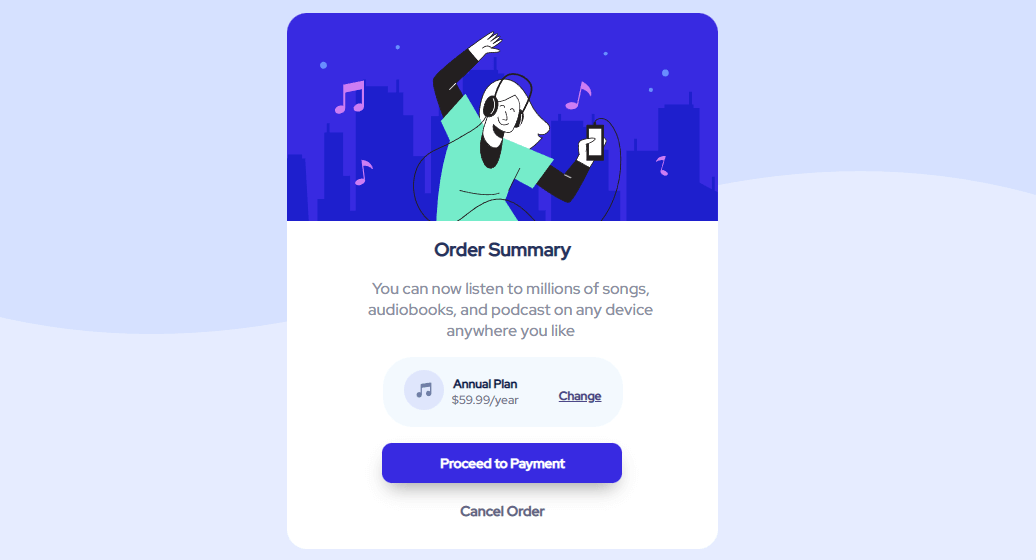 Order Summary
You can now listen to millions of songs,
audiobooks, and podcast on any device
anywhere you like
Annual Plan
$59.99/year
Change
Proceed to Payment
Cancel Order